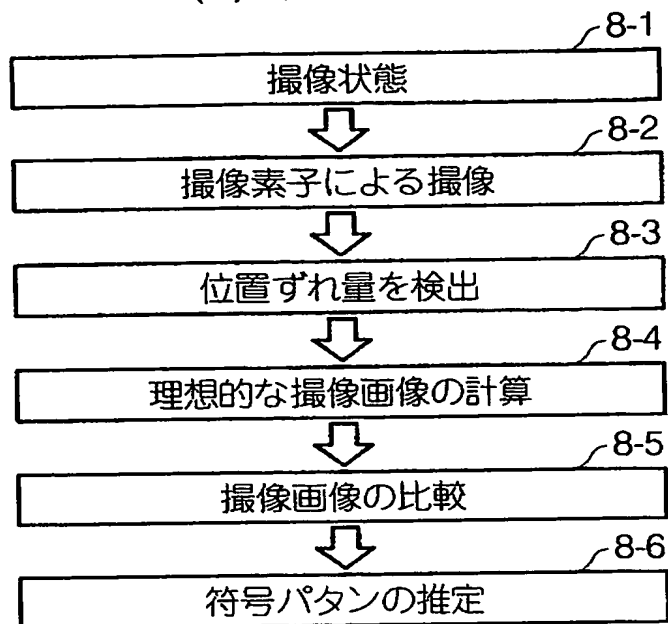 8-1
撮像状態
8-2
撮像素子による撮像
8-3
位置ずれ量を検出
8-4
理想的な撮像画像の計算
8-5
撮像画像の比較
8-6
符号パタンの推定